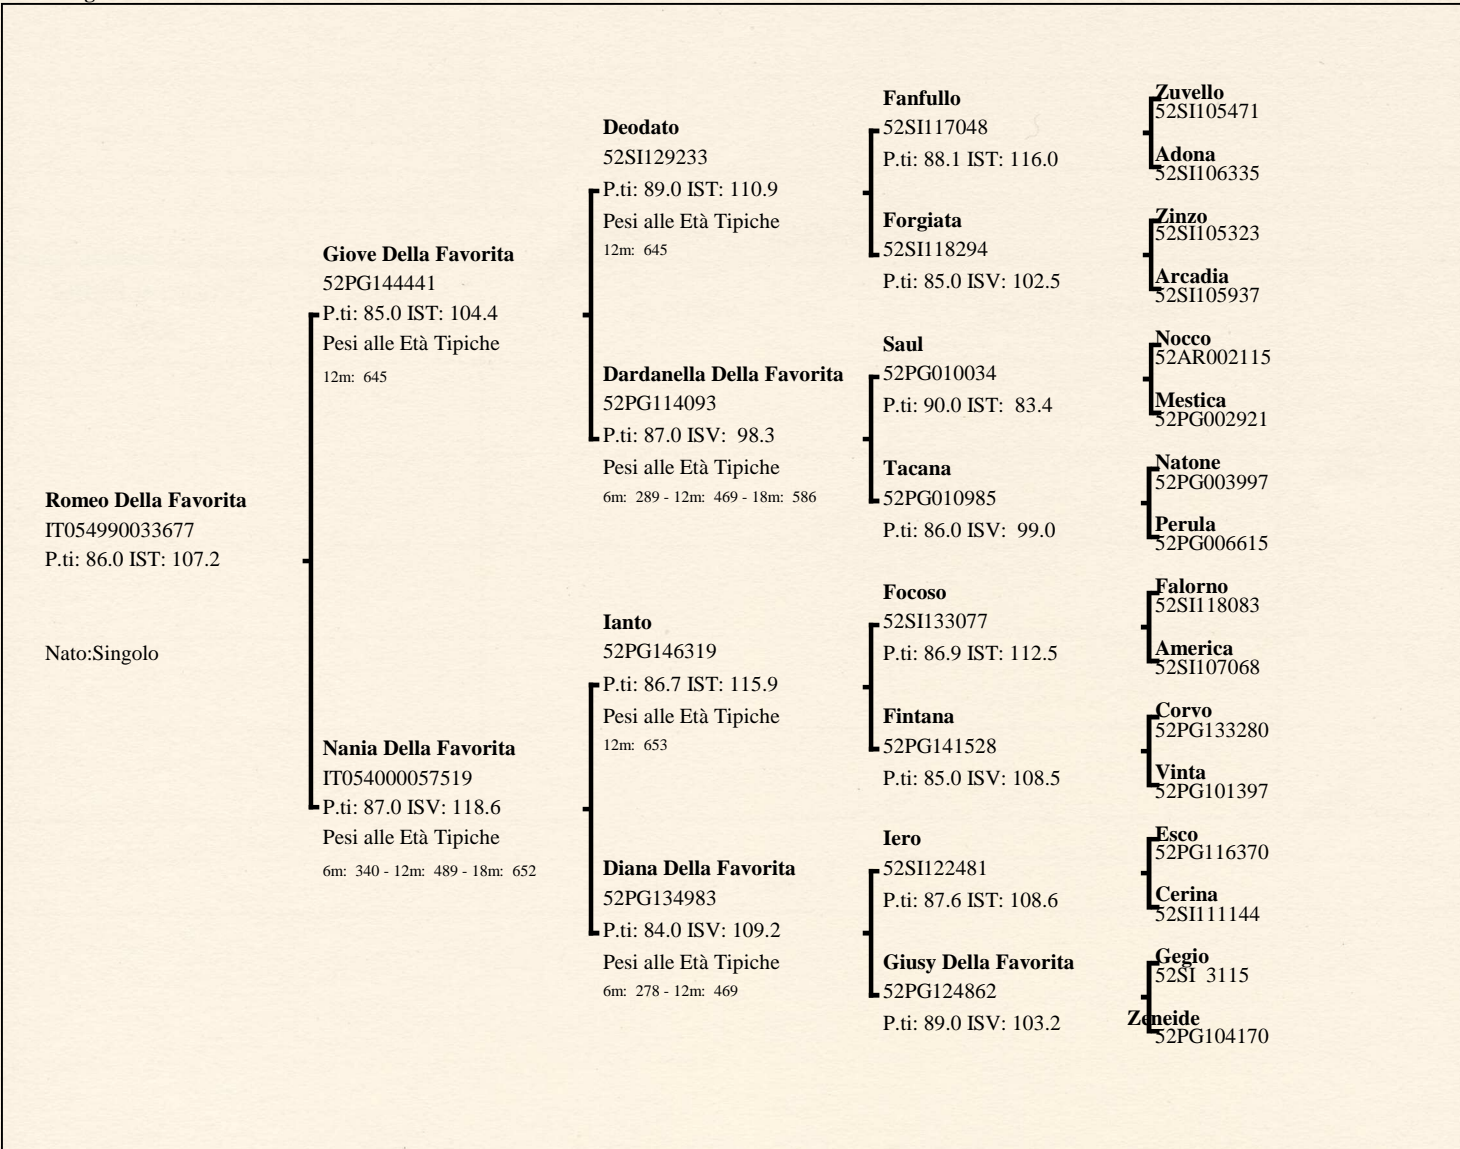 Romeo Della Favorita
IT054990033677
P.ti: 86.0 IST: 107.2
Nato:Singolo
Giove Della Favorita
52PG144441
P.ti: 85.0 IST: 104.4
Pesi alle Età Tipiche
12m: 645
Nania Della Favorita
IT054000057519
P.ti: 87.0 ISV: 118.6
Pesi alle Età Tipiche
6m: 340 - 12m: 489 - 18m: 652
Deodato
52SI129233
P.ti: 89.0 IST: 110.9
Pesi alle Età Tipiche
12m: 645
Dardanella Della Favorita
52PG114093
P.ti: 87.0 ISV: 98.3
Pesi alle Età Tipiche
6m: 289 - 12m: 469 - 18m: 586
Ianto
52PG146319
P.ti: 86.7 IST: 115.9
Pesi alle Età Tipiche
12m: 653
Diana Della Favorita
52PG134983
P.ti: 84.0 ISV: 109.2
Pesi alle Età Tipiche
6m: 278 - 12m: 469
Fanfullo
52SI117048
P.ti: 88.1 IST: 116.0
Forgiata
52SI118294
P.ti: 85.0 ISV: 102.5
Saul
52PG010034
P.ti: 90.0 IST: 83.4
Tacana
52PG010985
P.ti: 86.0 ISV: 99.0
Focoso
52SI133077
P.ti: 86.9 IST: 112.5
Fintana
52PG141528
P.ti: 85.0 ISV: 108.5
Iero
52SI122481
P.ti: 87.6 IST: 108.6
Giusy Della Favorita
52PG124862
P.ti: 89.0 ISV: 103.2
Zuvello
52SI105471
Adona
52SI106335
Zinzo
52SI105323
Arcadia
52SI105937
Nocco
52AR002115
Mestica
52PG002921
Natone
52PG003997
Perula
52PG006615
Falorno
52SI118083
America
52SI107068
Corvo
52PG133280
Vinta
52PG101397
Esco
52PG116370
Cerina
52SI111144
Gegio
52SI 3115
Zeneide
52PG104170